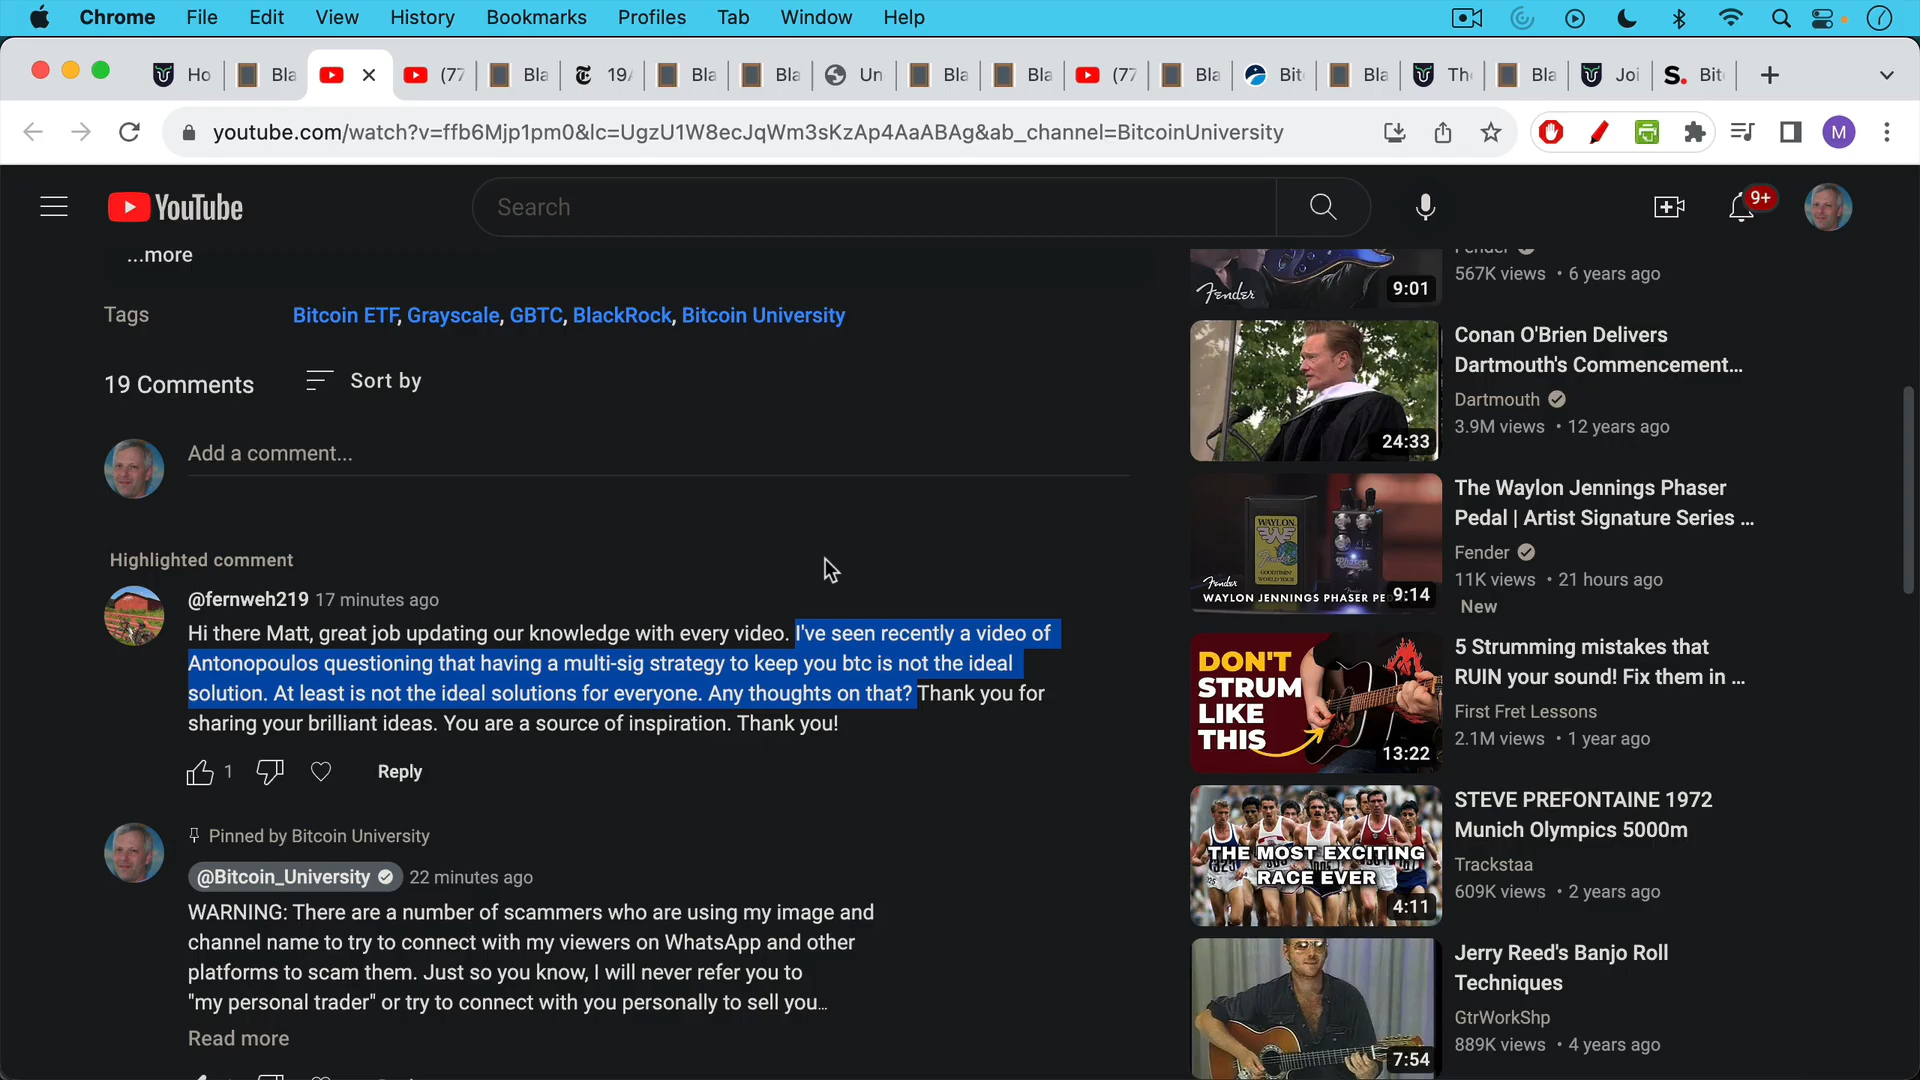 Chrome File Edit View History Bookmarks Profiles Tab Window Help
Ho Bla (77 Bla 19/ Bla Bla Un Bla Bla (77 Bla Bit Bla Th Bla Joi S. Bit
youtube.com/watch?v=ffb6Mjp1pm0&lc=UgzU1W8ecJqWm3sKzAp4AaABAg&ab_channel=BitcoinUniversity
M
YouTube
Search
9+
...more
Tags
Bitcoin ETF, Grayscale, GBTC, BlackRock, Bitcoin University
19 Comments
Sort by
Add a comment...
Highlighted comment
@fernweh219 17 minutes ago
Hi there Matt, great job updating our knowledge with every video. I've seen recently a video of
Antonopoulos questioning that having a multi-sig strategy to keep you btc is not the ideal
solution. At least is not the ideal solutions for everyone. Any thoughts on that? Thank you for
sharing your brilliant ideas. You are a source of inspiration. Thank you!
1
Reply
Pinned by Bitcoin University
@Bitcoin_University 22 minutes ago
WARNING: There are a number of scammers who are using my image and
channel name to try to connect with my viewers on WhatsApp and other
platforms to scam them. Just so you know, I will never refer you to
"my personal trader" or try to connect with you personally to sell you...
Read more
Fender
9:01
Fender
567K views • 6 years ago
24:33
Conan O'Brien Delivers
Dartmouth's Commencement...
Dartmouth
3.9M views • 12 years ago
WAYLON
Fender
WAYLON JENNINGS PHASER PE
9:14
The Waylon Jennings Phaser
Pedal | Artist Signature Series ...
Fender
11K views • 21 hours ago
New
DON'T
STRUM
LIKE
THIS
13:22
5 Strumming mistakes that
RUIN your sound! Fix them in ...
First Fret Lessons
2.1M views • 1 year ago
THE MOST EXCITING
RACE EVER
4:11
STEVE PREFONTAINE 1972
Munich Olympics 5000m
Trackstaa
609K views • 2 years ago
7:54
Jerry Reed's Banjo Roll
Techniques
GtrWorkShp
889K views • 4 years ago